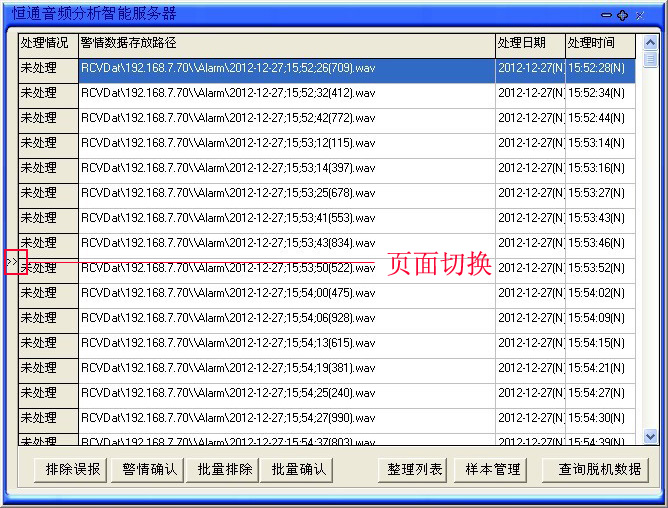 恒通音频分析智能服务器
处理情况 警情数据存放路径 处理日期 处理时间
未处理 RCVDat\192.168.7.70\\Alarm\2012-12-27;15;52;26(709).wav 2012-12-27(N) 15:52:28(N)
未处理 RCVDat\192.168.7.70\\Alarm\2012-12-27;15;52;32(412).wav 2012-12-27(N) 15:52:34(N)
未处理 RCVDat\192.168.7.70\\Alarm\2012-12-27;15;52;42(772).wav 2012-12-27(N) 15:52:44(N)
未处理 RCVDat\192.168.7.70\\Alarm\2012-12-27;15;53;12(115).wav 2012-12-27(N) 15:53:14(N)
未处理 RCVDat\192.168.7.70\\Alarm\2012-12-27;15;53;14(397).wav 2012-12-27(N) 15:53:16(N)
未处理 RCVDat\192.168.7.70\\Alarm\2012-12-27;15;53;25(678).wav 2012-12-27(N) 15:53:27(N)
未处理 RCVDat\192.168.7.70\\Alarm\2012-12-27;15;53;41(553).wav 2012-12-27(N) 15:53:43(N)
未处理 RCVDat\192.168.7.70\\Alarm\2012-12-27;15;53;43(834).wav 2012-12-27(N) 15:53:46(N)
>> 页面切换
未处理 RCVDat\192.168.7.70\\Alarm\2012-12-27;15;53;50(522).wav 2012-12-27(N) 15:53:52(N)
未处理 RCVDat\192.168.7.70\\Alarm\2012-12-27;15;54;00(475).wav 2012-12-27(N) 15:54:02(N)
未处理 RCVDat\192.168.7.70\\Alarm\2012-12-27;15;54;06(928).wav 2012-12-27(N) 15:54:09(N)
未处理 RCVDat\192.168.7.70\\Alarm\2012-12-27;15;54;13(615).wav 2012-12-27(N) 15:54:15(N)
未处理 RCVDat\192.168.7.70\\Alarm\2012-12-27;15;54;19(381).wav 2012-12-27(N) 15:54:21(N)
未处理 RCVDat\192.168.7.70\\Alarm\2012-12-27;15;54;25(240).wav 2012-12-27(N) 15:54:27(N)
未处理 RCVDat\192.168.7.70\\Alarm\2012-12-27;15;54;27(990).wav 2012-12-27(N) 15:54:30(N)
未处理 RCVDat\192.168.7.70\\Alarm\2012-12-27;15;54;37(803).wav 2012-12-27(N) 15:54:39(N)
排除误报 警情确认 批量排除 批量确认 整理列表 样本管理 查询脱机数据